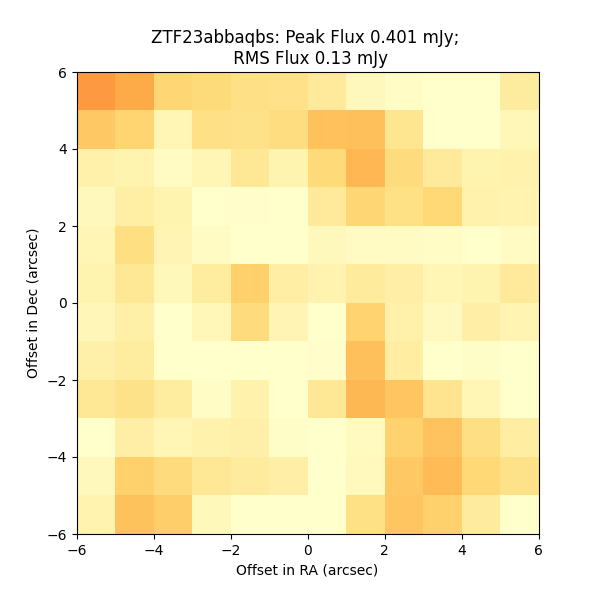 ZTF23abbaqbs: Peak Flux 0.401 mJy;
RMS Flux 0.13 mJy
6
4
2
0
−2
−4
−6
Offset in Dec (arcsec)
−6 −4 −2 0 2 4 6
Offset in RA (arcsec)